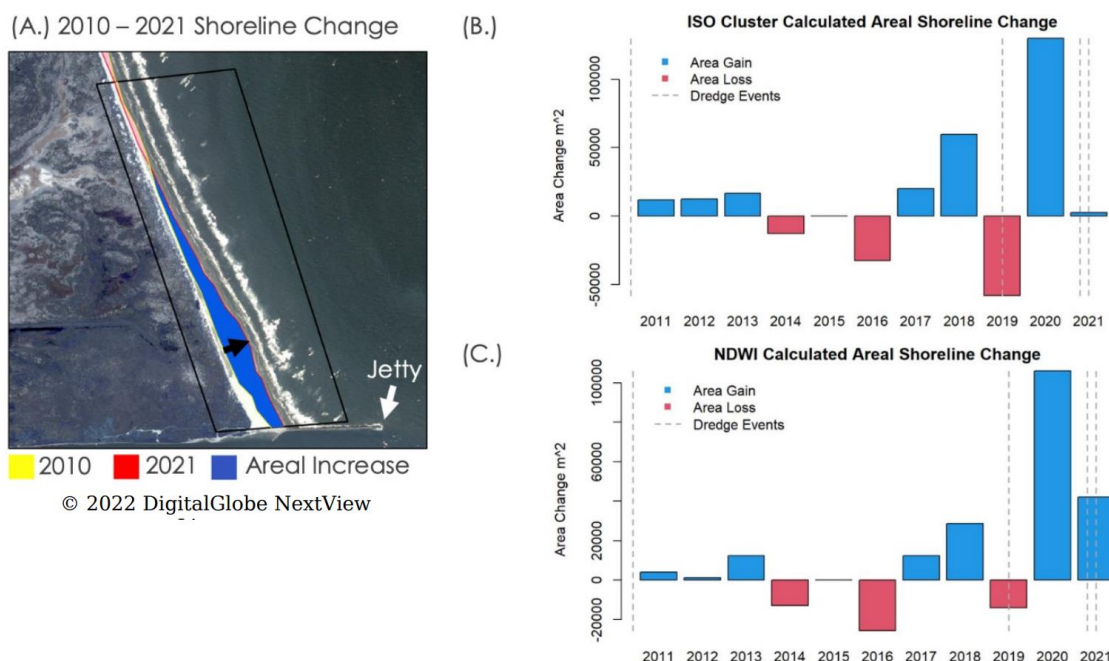 (A.) 2010 – 2021 Shoreline Change
Jetty
2010 2021 Areal Increase
© 2022 DigitalGlobe NextView
(B.)
ISO Cluster Calculated Areal Shoreline Change
Area Gain
Area Loss
Dredge Events
Area Change m^2
100000
50000
0
-50000
2011 2012 2013 2014 2015 2016 2017 2018 2019 2020 2021
(C.)
NDWI Calculated Areal Shoreline Change
Area Gain
Area Loss
Dredge Events
Area Change m^2
100000
60000
20000
0
-20000
2011 2012 2013 2014 2015 2016 2017 2018 2019 2020 2021